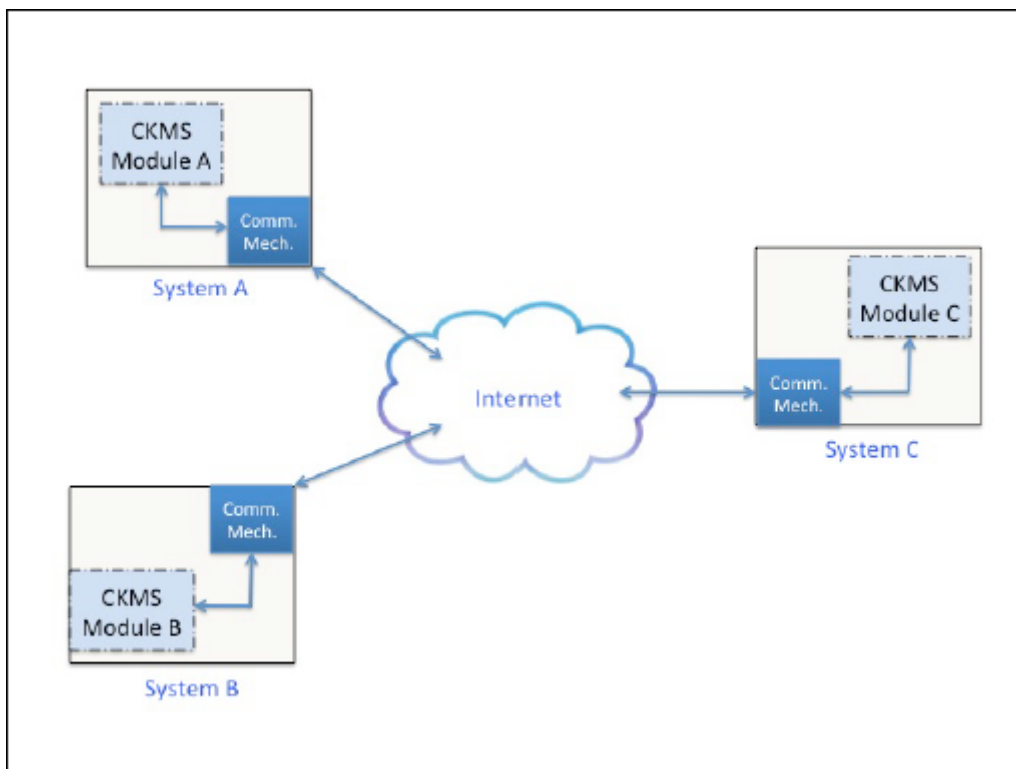 CKMS
Module A
Comm.
Mech.
System A
CKMS
Module C
Comm.
Mech.
System C
Internet
Comm.
Mech.
CKMS
Module B
System B